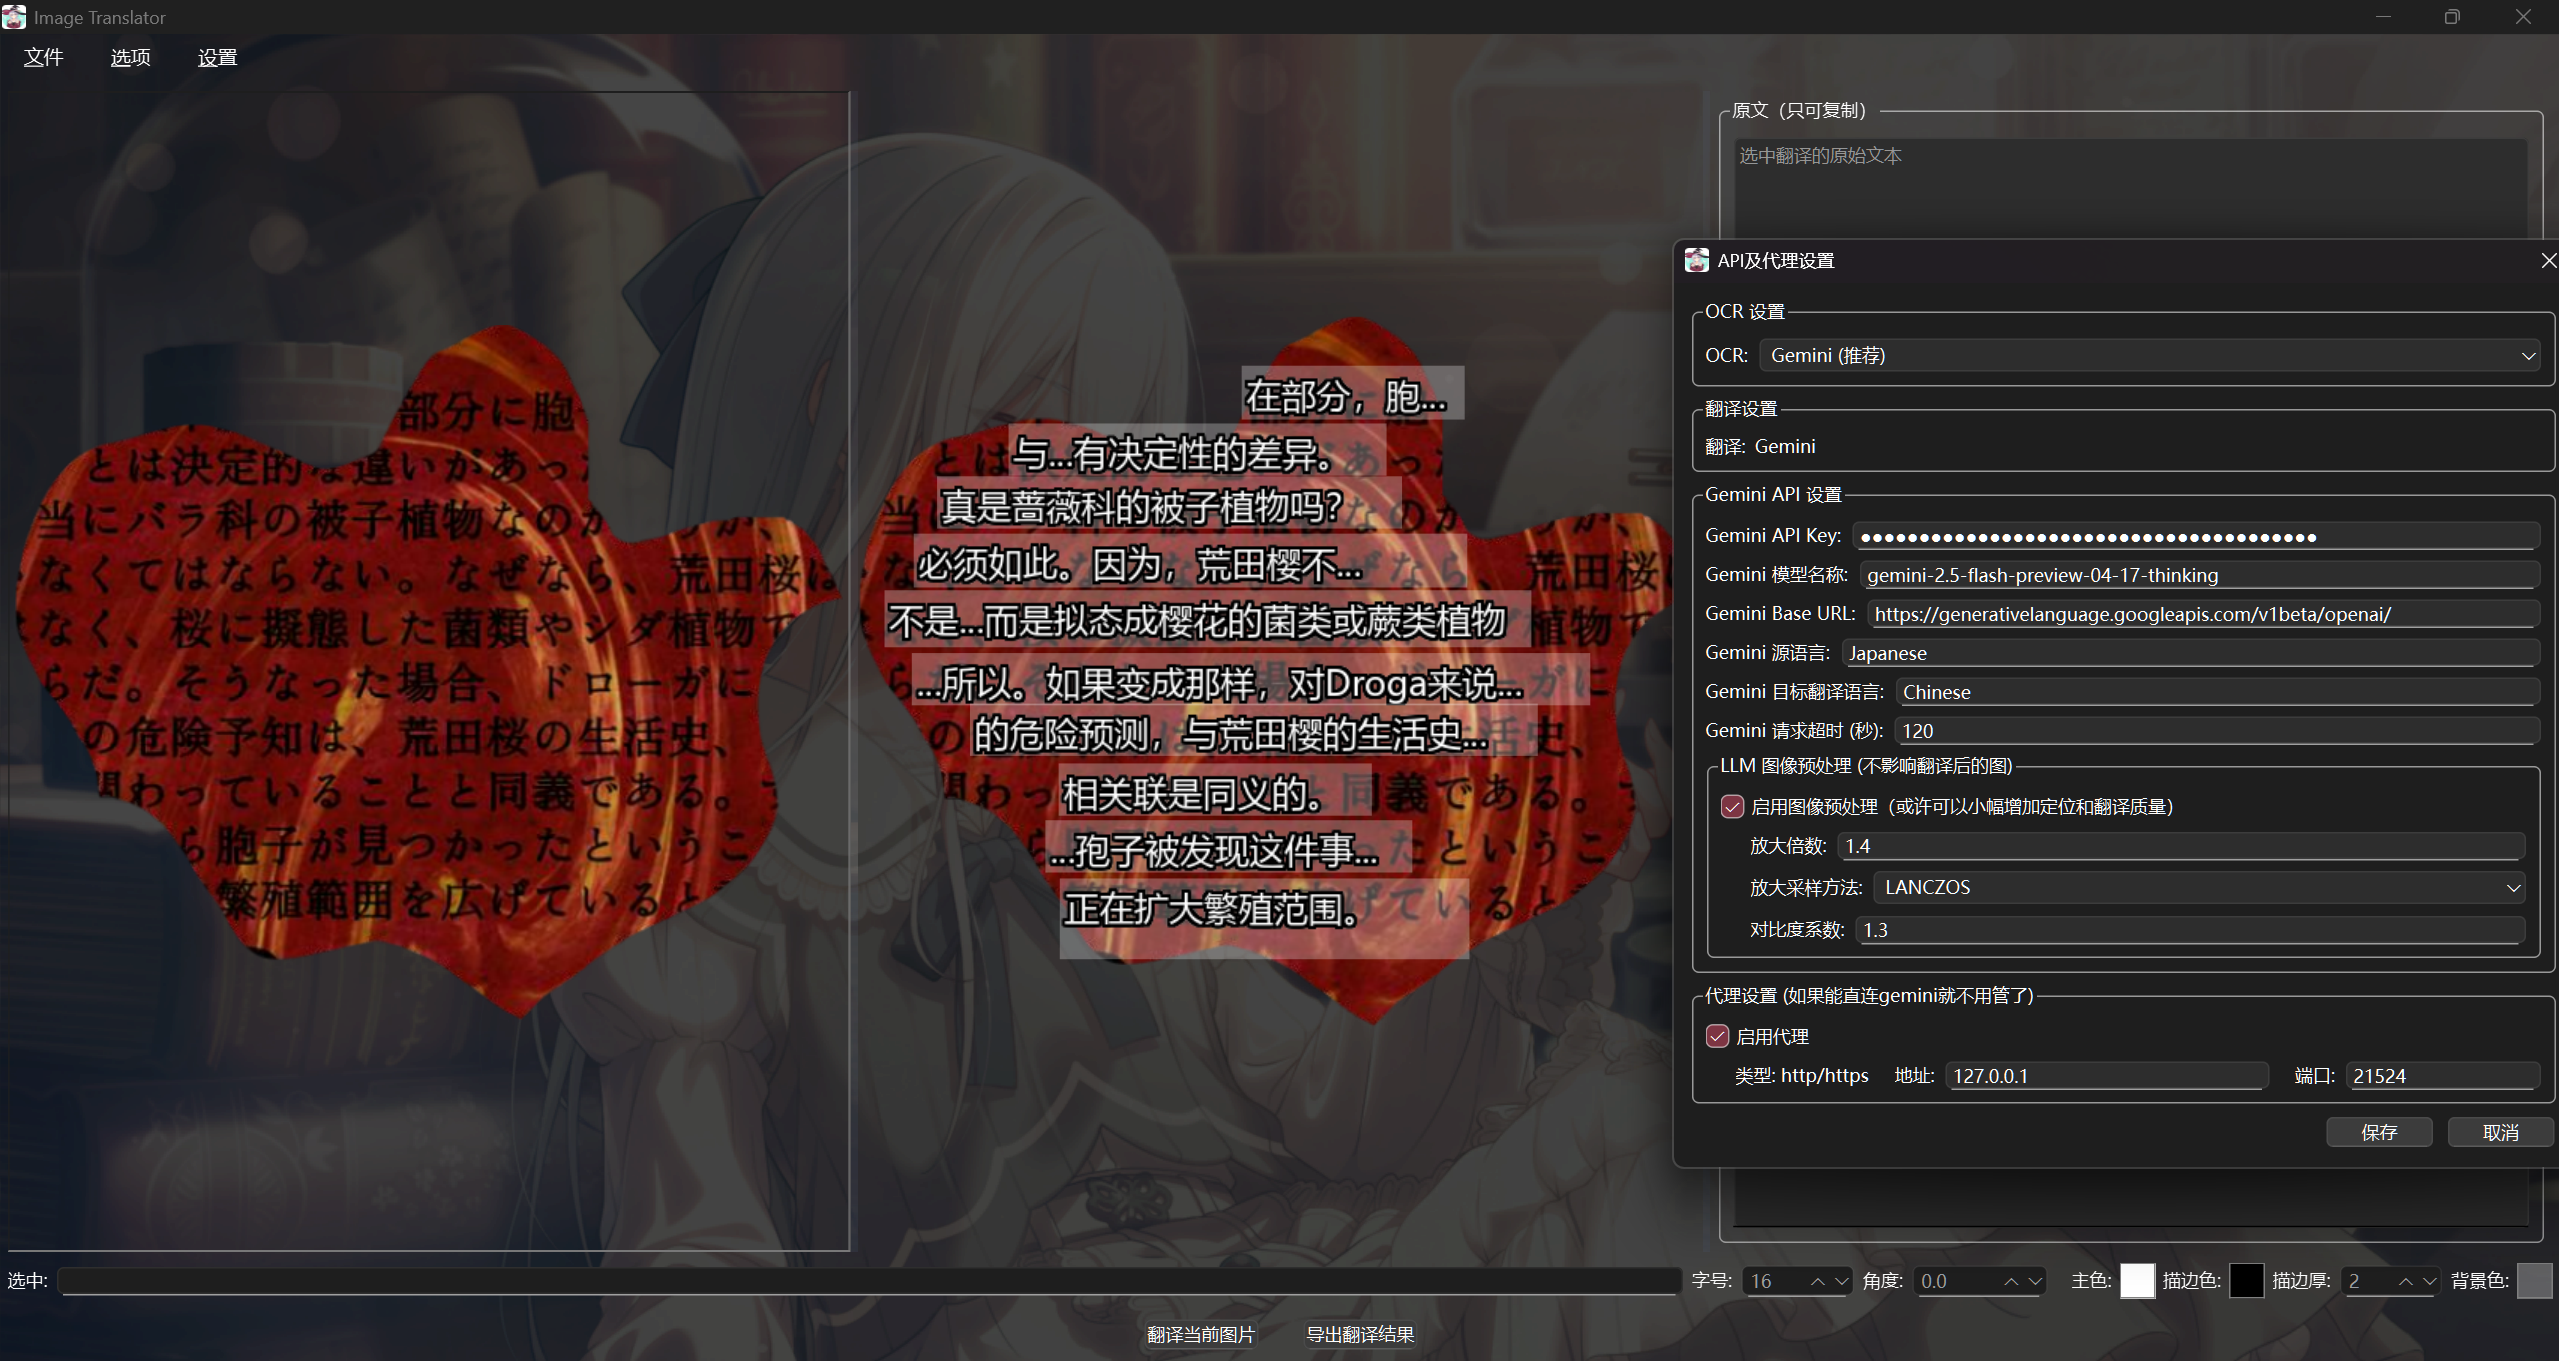 Image Translator
文件 选项 设置
部分に胞
とは決定的な違いがあっ
当にバラ科の被子植物なのか
なくてはならない。なぜなら、荒田桜は
なく、桜に擬態した菌類やシダ植物で
らだ。そうなった場合、ドローガに
の危険予知は、荒田桜の生活史、
関わっていることと同義である。
ら胞子が見つかったというこ
繁殖範囲を広げていると
在部分，胞...
与...有决定性的差异。
真是蔷薇科的被子植物吗？
必须如此。因为，荒田樱不...
不是...而是拟态成樱花的菌类或蕨类植物
...所以。如果变成那样，对Droga来说...
的危险预测，与荒田樱的生活史...
相关联是同义的。
...孢子被发现这件事...
正在扩大繁殖范围。
原文（只可复制）
选中翻译的原始文本
API及代理设置
OCR 设置
OCR: Gemini (推荐)
翻译设置
翻译: Gemini
Gemini API 设置
Gemini API Key: ●●●●●●●●●●●●●●●●●●●●●●●●●●●●●●●●●●●●●●●
Gemini 模型名称: gemini-2.5-flash-preview-04-17-thinking
Gemini Base URL: https://generativelanguage.googleapis.com/v1beta/openai/
Gemini 源语言: Japanese
Gemini 目标翻译语言: Chinese
Gemini 请求超时 (秒): 120
LLM 图像预处理 (不影响翻译后的图)
启用图像预处理（或许可以小幅增加定位和翻译质量）
放大倍数: 1.4
放大采样方法: LANCZOS
对比度系数: 1.3
代理设置 (如果能直连gemini就不用管了)
启用代理
类型: http/https 地址: 127.0.0.1 端口: 21524
保存 取消
选中: 字号: 16 角度: 0.0 主色: 描边色: 描边厚: 2 背景色:
翻译当前图片 导出翻译结果